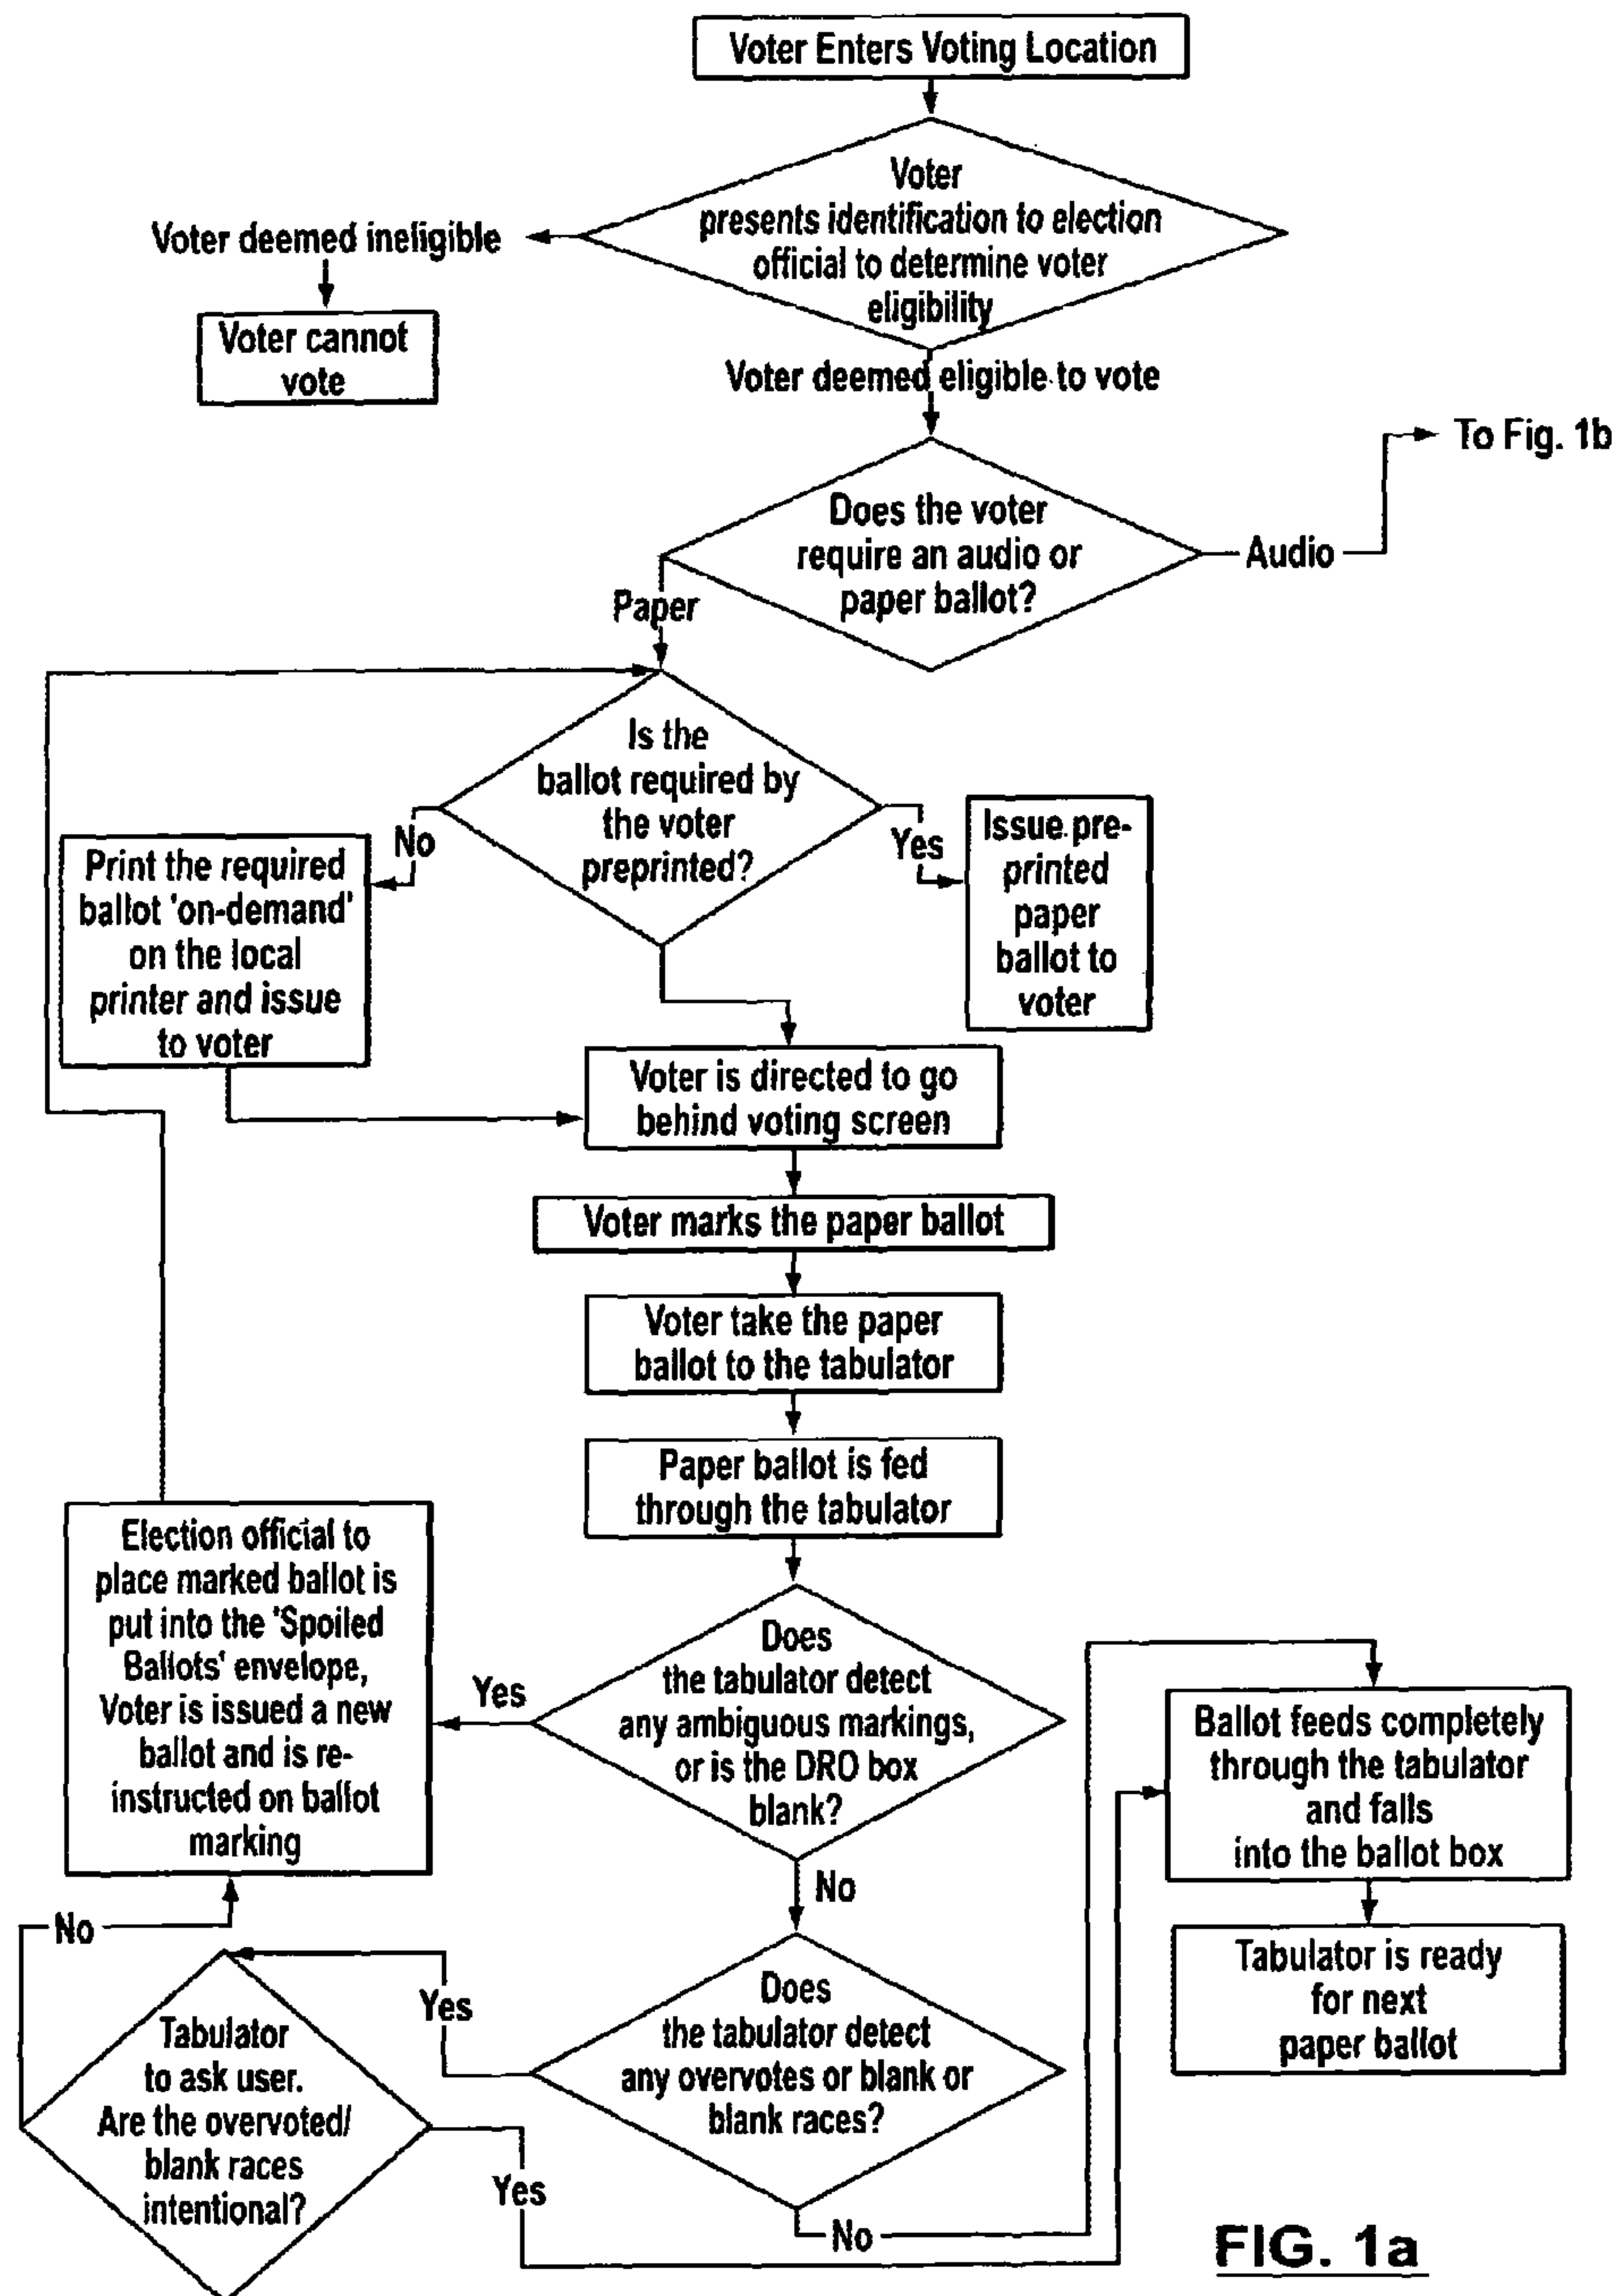 Voter Enters Voting Location
Voter
presents identification to election
official to determine voter
eligibility
Voter deemed ineligible
Voter cannot
vote
Voter deemed eligible to vote
To Fig. 1b
Does the voter
require an audio or
paper ballot?
Audio
Paper
Is the
ballot required by
the voter
preprinted?
No
Yes
Print the required
ballot 'on-demand'
on the local
printer and issue
to voter
Issue pre-
printed
paper
ballot to
voter
Voter is directed to go
behind voting screen
Voter marks the paper ballot
Voter take the paper
ballot to the tabulator
Paper ballot is fed
through the tabulator
Election official to
place marked ballot is
put into the 'Spoiled
Ballots' envelope,
Voter is issued a new
ballot and is re-
instructed on ballot
marking
Yes
Does
the tabulator detect
any ambiguous markings,
or is the DRO box
blank?
No
Ballot feeds completely
through the tabulator
and falls
into the ballot box
Tabulator is ready
for next
paper ballot
No
Tabulator
to ask user.
Are the overvoted/
blank races
intentional?
Yes
Does
the tabulator detect
any overvotes or blank or
blank races?
Yes
No
FIG. 1a